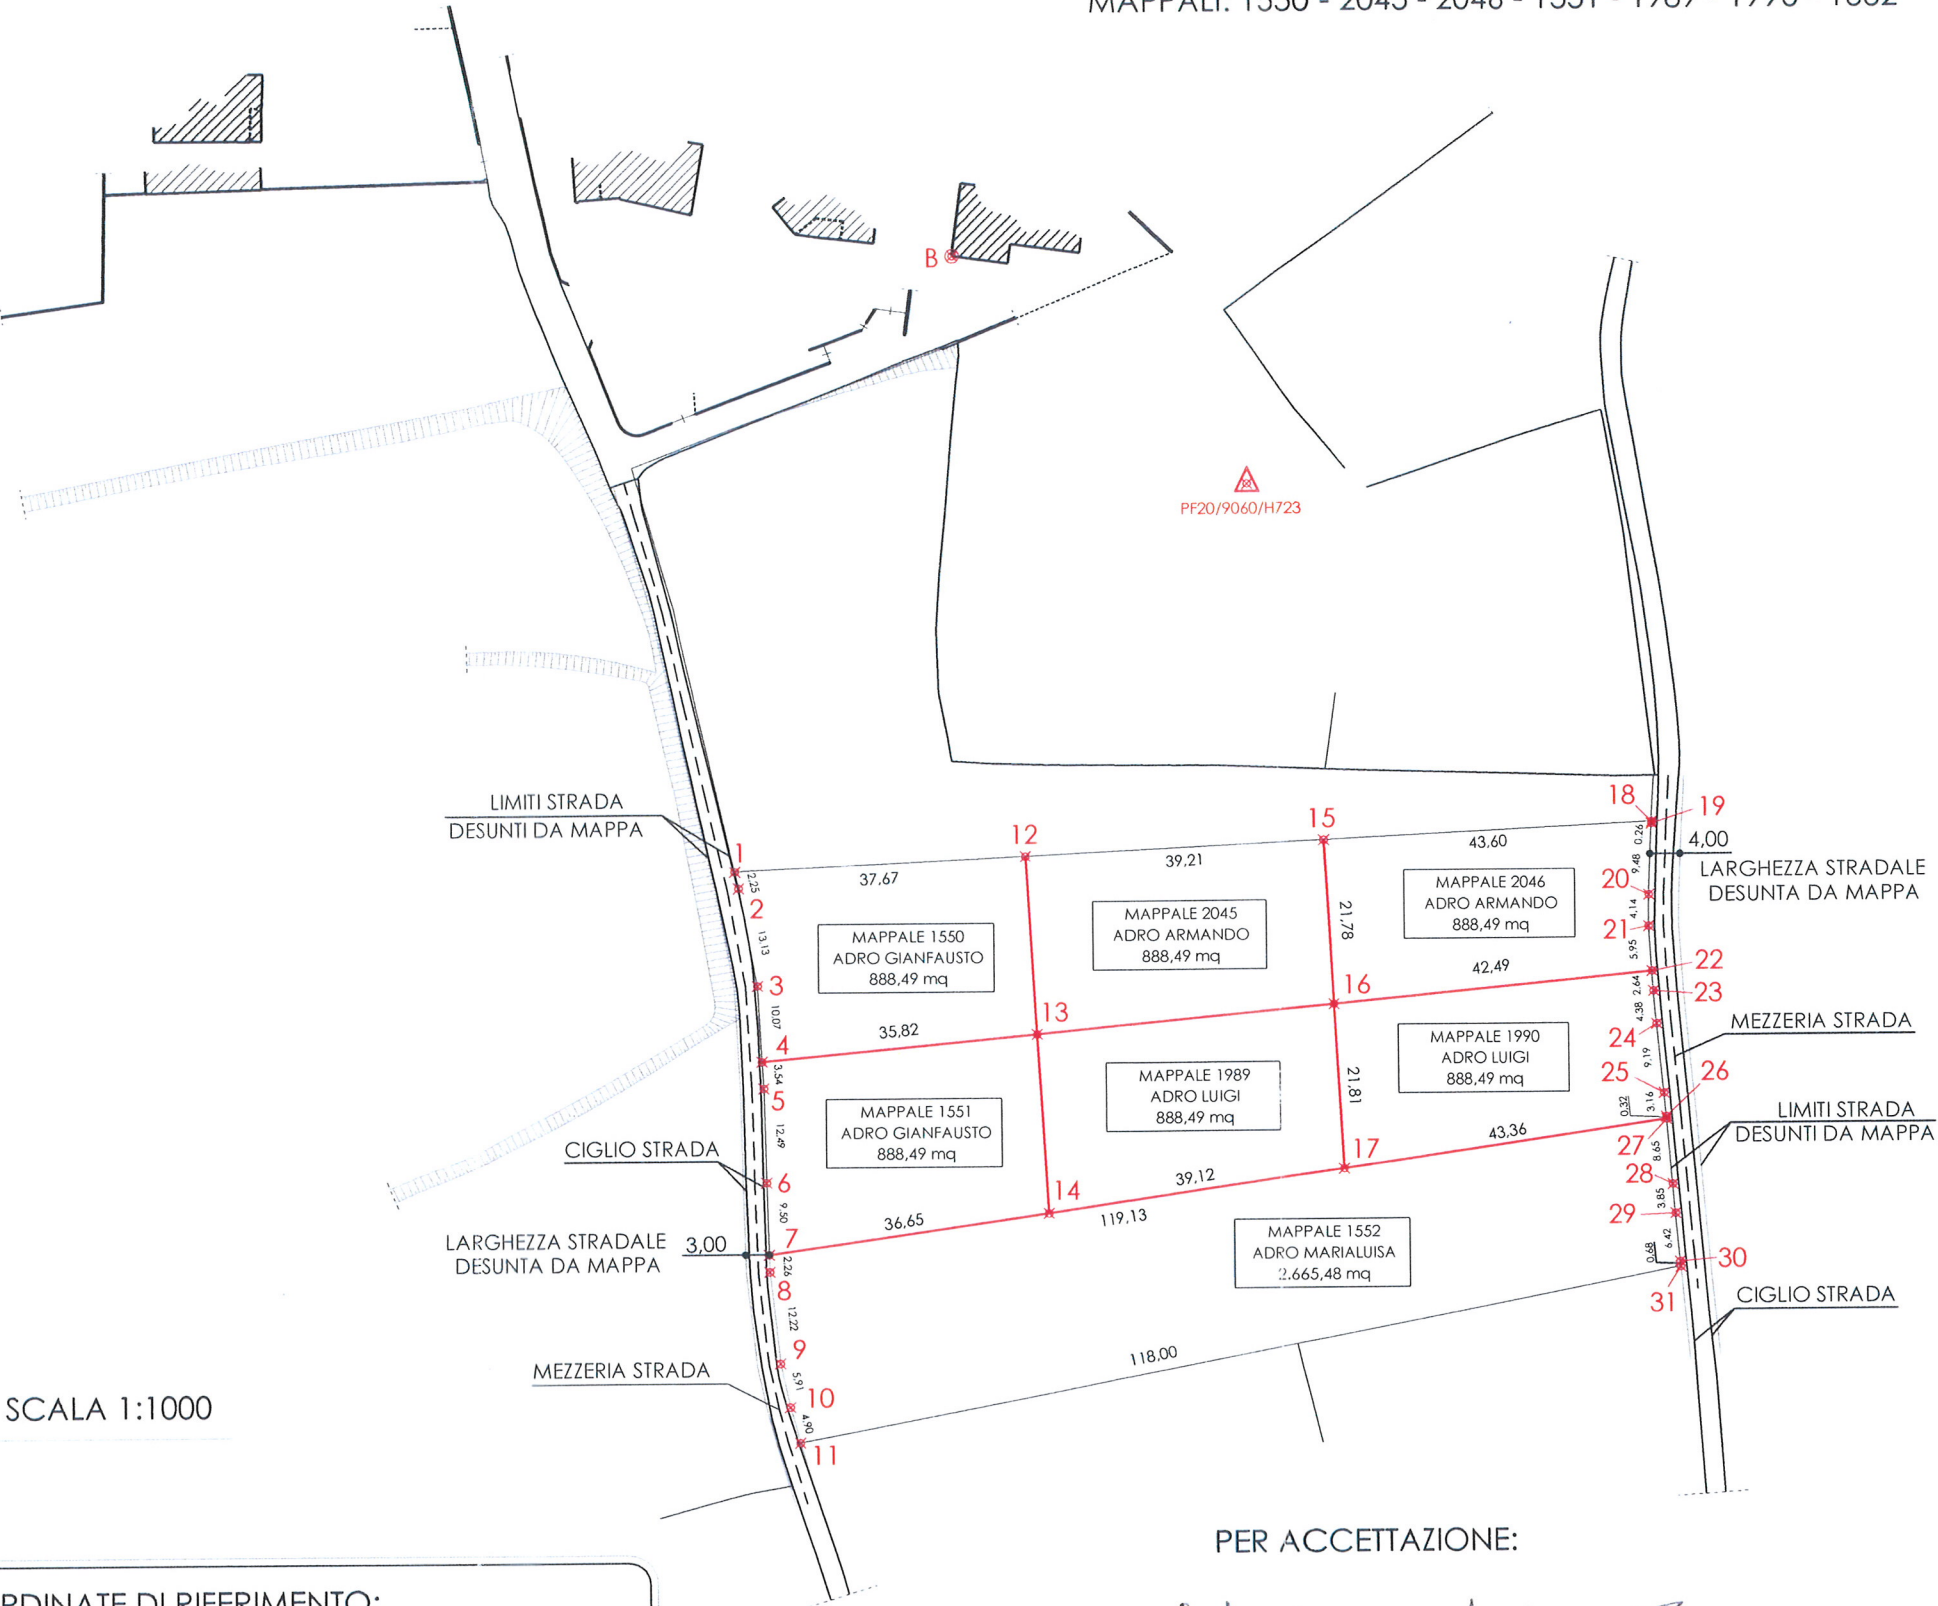 LIMITI STRADA
DESUNTI DA MAPPA
CIGLIO STRADA
LARGHEZZA STRADALE
DESUNTA DA MAPPA
3,00
MEZZERIA STRADA
SCALA 1:1000
B
PF20/9060/H723
1
2
3
4
5
6
7
8
9
10
11
12
13
14
15
16
17
18
19
20
21
22
23
24
25
26
27
28
29
30
31
2.25
13.13
10.07
3.54
12.49
9.50
2.26
12.22
5.91
4.90
37,67
39,21
43,60
35,82
21,78
42,49
21,81
36,65
39,12
119,13
43,36
118,00
MAPPALE 1550
ADRO GIANFAUSTO
888,49 mq
MAPPALE 2045
ADRO ARMANDO
888,49 mq
MAPPALE 2046
ADRO ARMANDO
888,49 mq
MAPPALE 1551
ADRO GIANFAUSTO
888,49 mq
MAPPALE 1989
ADRO LUIGI
888,49 mq
MAPPALE 1990
ADRO LUIGI
888,49 mq
MAPPALE 1552
ADRO MARIALUISA
2.665,48 mq
0.26
9.48
4.14
5.95
2.64
4.38
9.19
3.16
0.32
8.65
3.85
6.42
0.68
4,00
LARGHEZZA STRADALE
DESUNTA DA MAPPA
MEZZERIA STRADA
LIMITI STRADA
DESUNTI DA MAPPA
CIGLIO STRADA
PER ACCETTAZIONE: